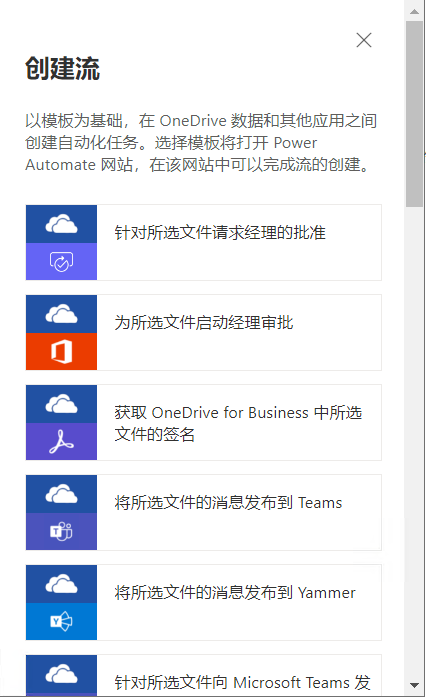 创建流
以模板为基础，在 OneDrive 数据和其他应用之间
创建自动化任务。选择模板将打开 Power
Automate 网站，在该网站中可以完成流的创建。
针对所选文件请求经理的批准
为所选文件启动经理审批
获取 OneDrive for Business 中所选
文件的签名
将所选文件的消息发布到 Teams
将所选文件的消息发布到 Yammer
针对所选文件向 Microsoft Teams 发